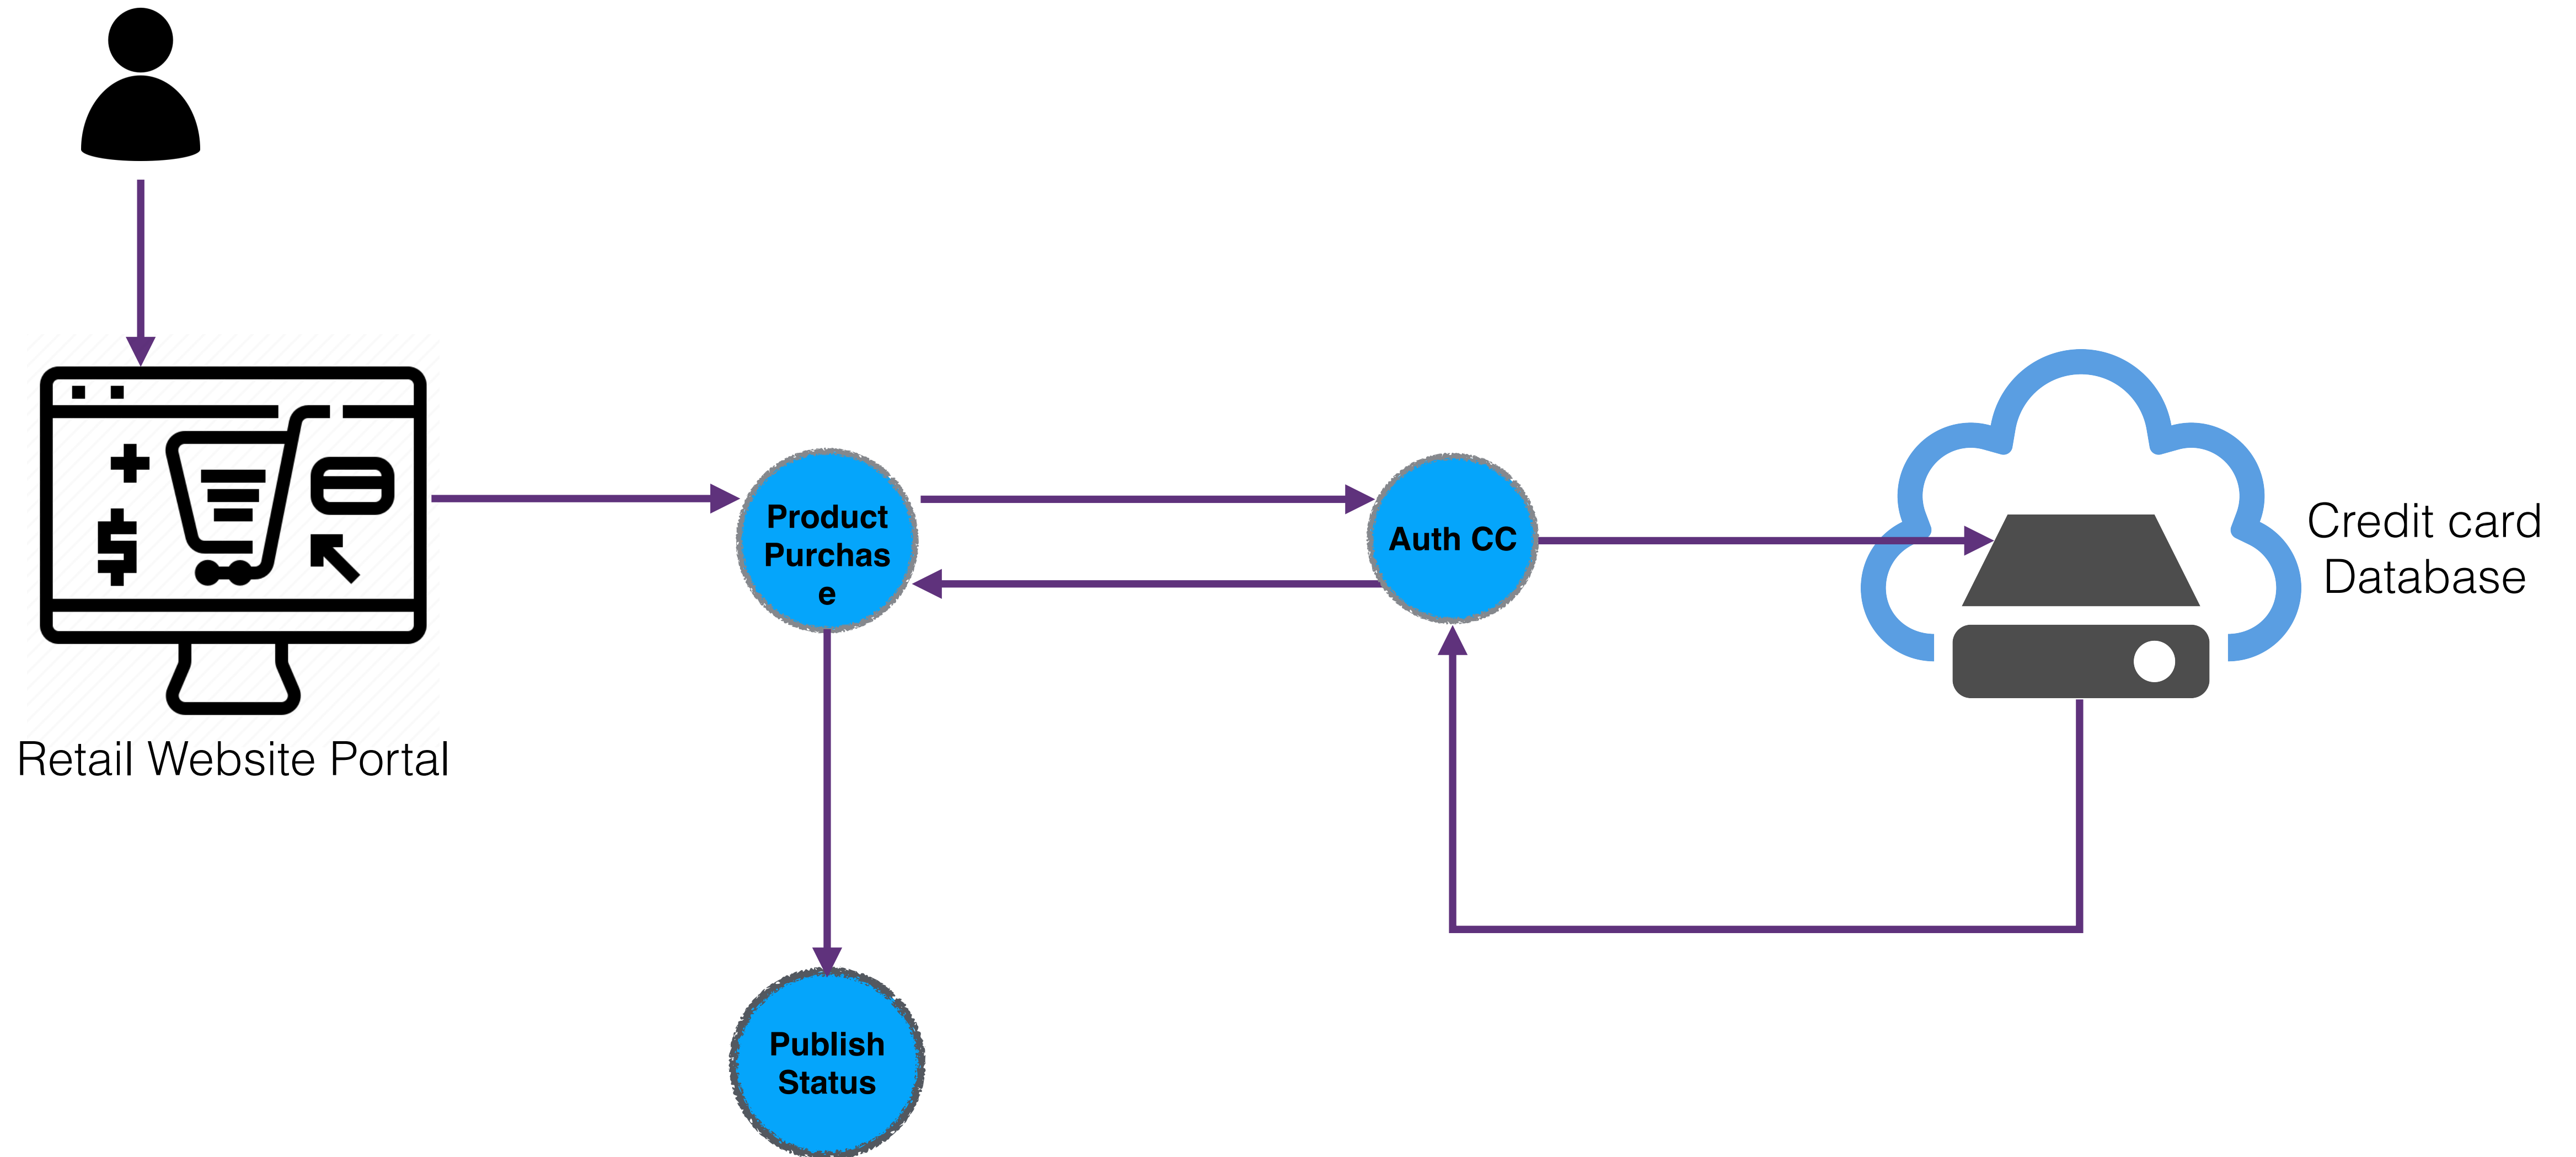 Retail Website Portal
Product
Purchas
e
Auth CC
Credit card
Database
Publish
Status